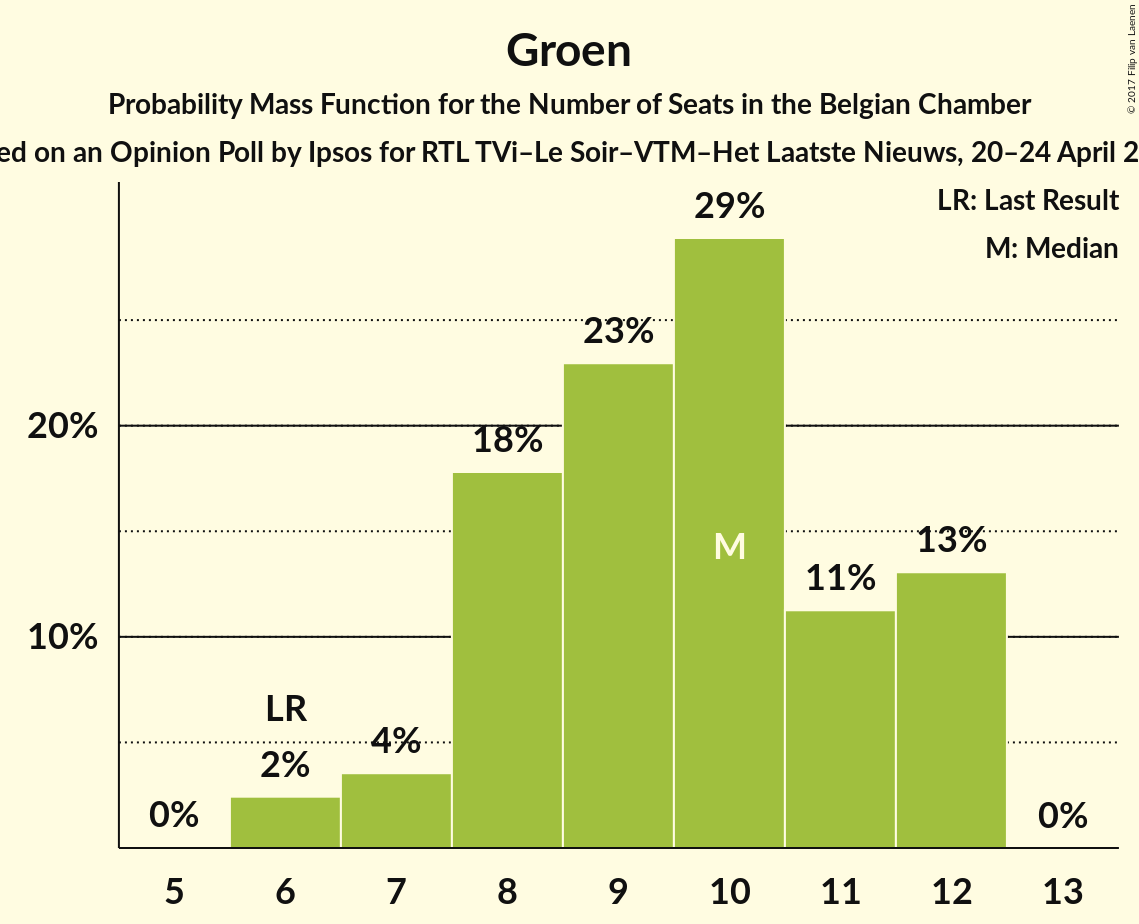 Groen
Probability Mass Function for the Number of Seats in the Belgian Chamber
ed on an Opinion Poll by Ipsos for RTL TVi–Le Soir–VTM–Het Laatste Nieuws, 20–24 April 2
© 2017 Filip van Laenen
LR: Last Result
M: Median
29%
23%
20%
18%
M
13%
11%
10%
LR
4%
2%
0%
0%
5 6 7 8 9 10 11 12 13